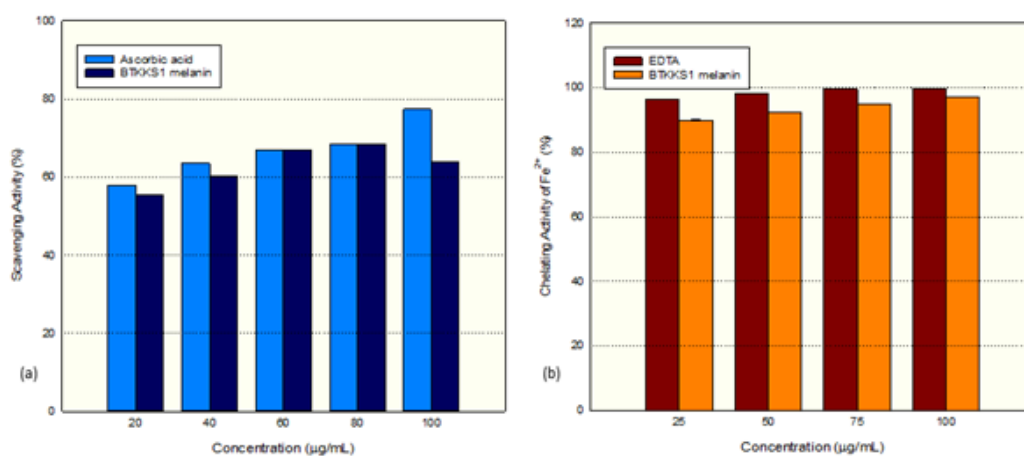 100
80
60
40
20
0
Scavenging Activity (%)
Ascorbic acid
BTKKS1 melanin
20 40 60 80 100
Concentration (µg/mL)
(a)
120
100
80
60
40
20
0
Chelating Activity of Fe²⁺ (%)
EDTA
BTKKS1 melanin
25 50 75 100
Concentration (µg/mL)
(b)